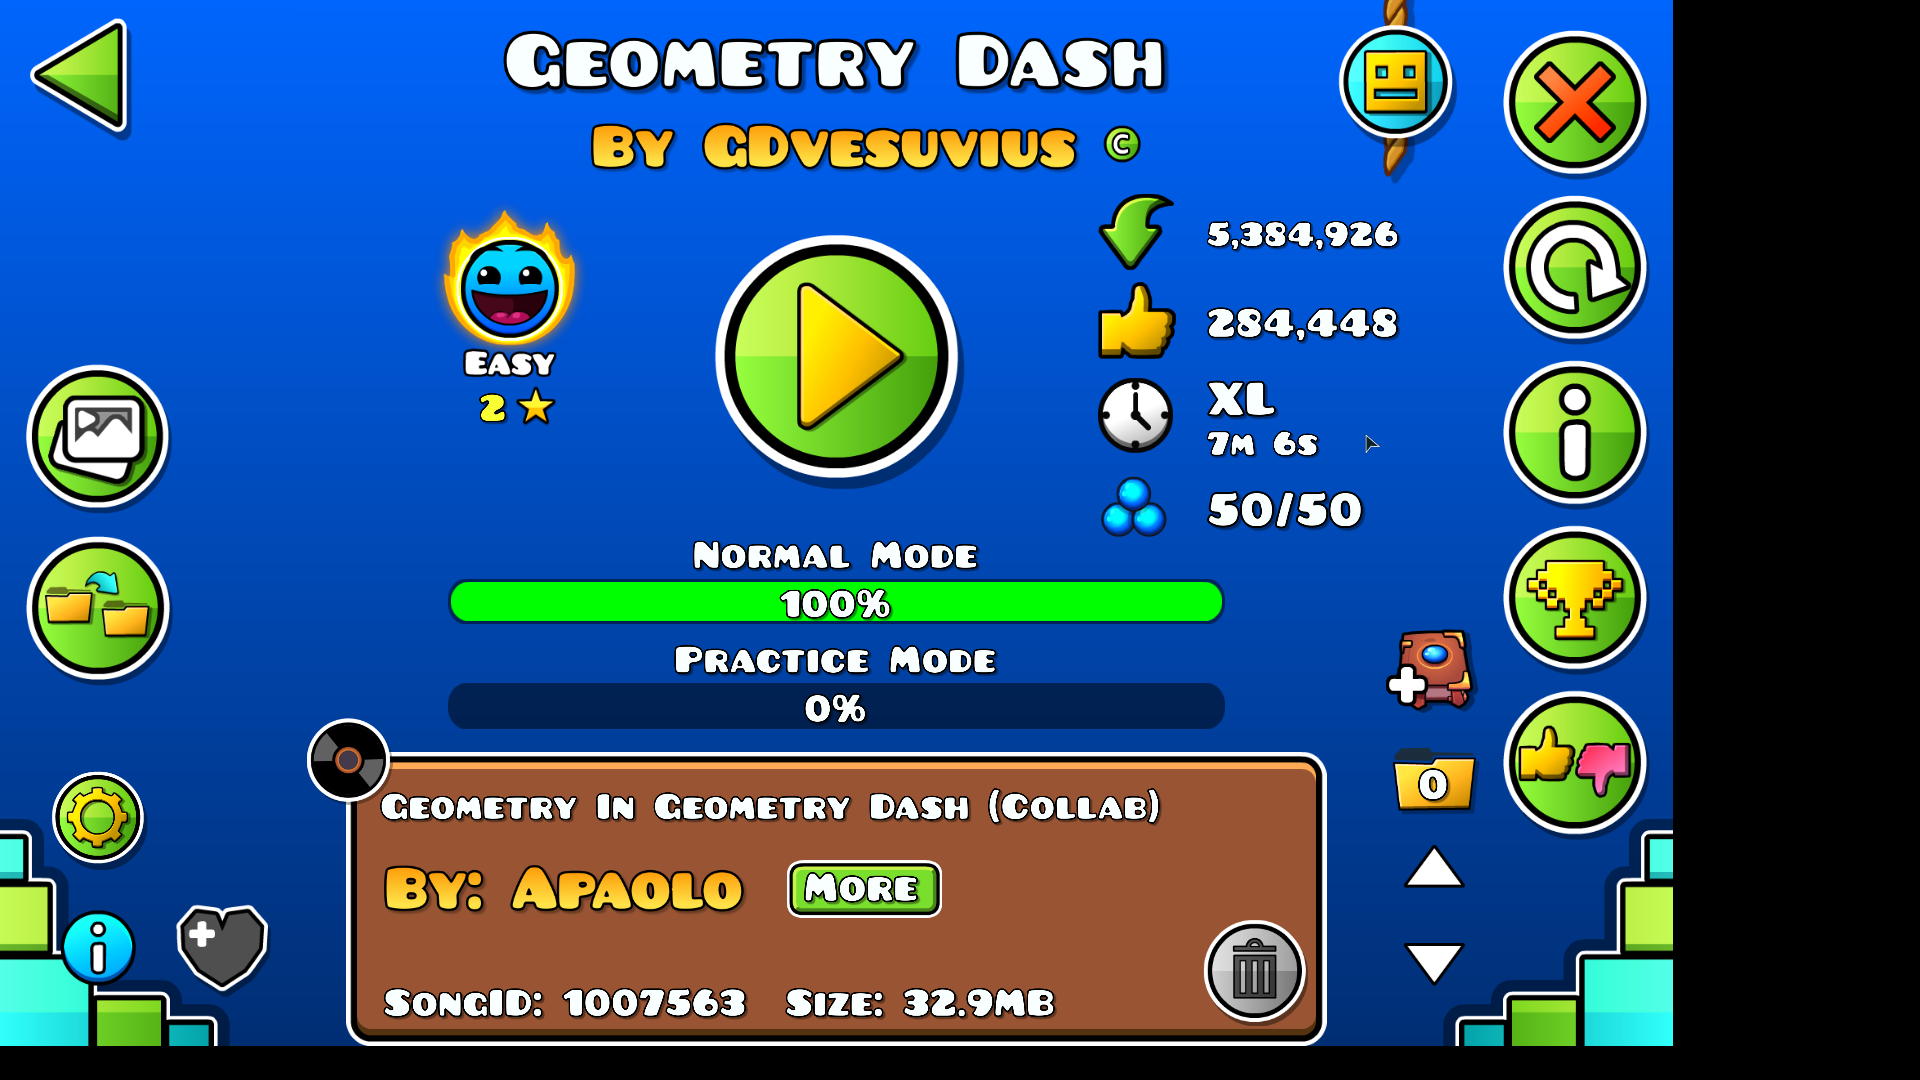 Geometry Dash
By GDvesuvius ©
5,384,926
284,448
Easy
2
XL
7m 6s
50/50
Normal Mode
100%
Practice Mode
0%
0
Geometry In Geometry Dash (Collab)
By: Apaolo More
SongID: 1007563 Size: 32.9MB